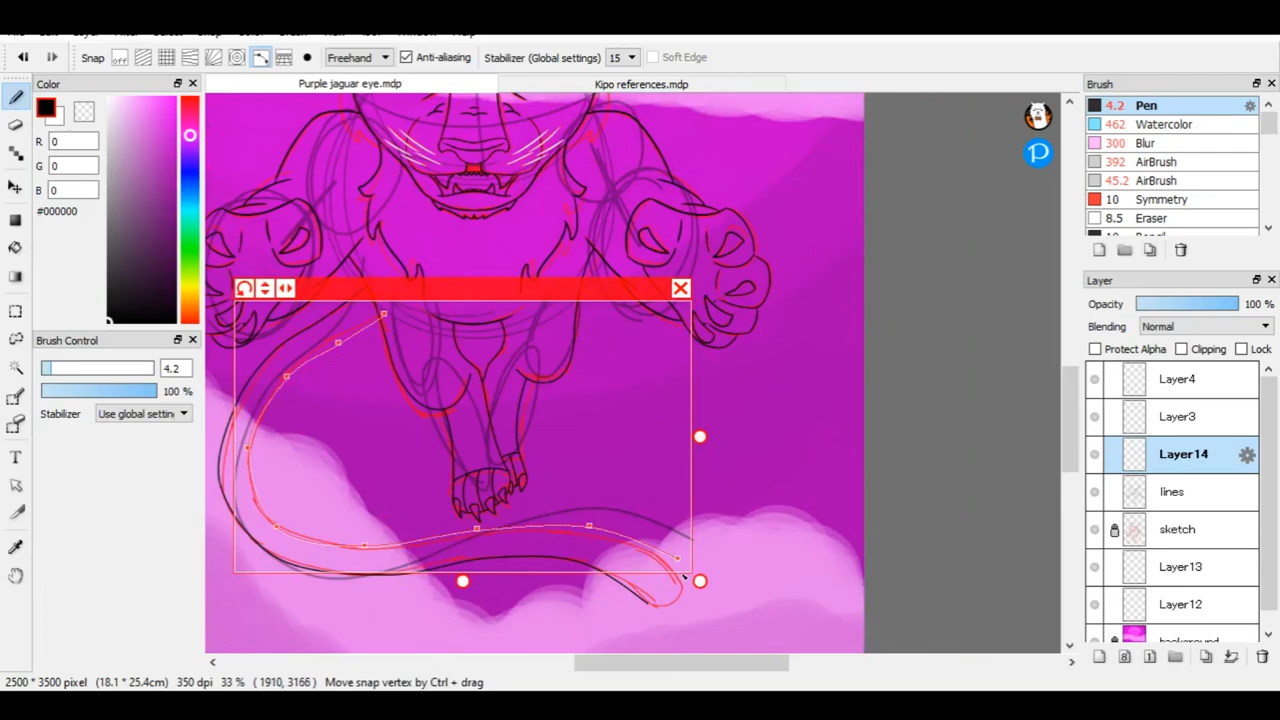 Snap off Freehand Anti-aliasing Stabilizer (Global settings) 15 Soft Edge
Color
Purple jaguar eye.mdp
Kipo references.mdp
Brush
R 0
G 0
B 0
#000000
4.2 Pen
462 Watercolor
300 Blur
392 AirBrush
45.2 AirBrush
10 Symmetry
8.5 Eraser
Brush Control
4.2
100 %
Stabilizer Use global settin
Layer
Opacity 100 %
Blending Normal
Protect Alpha Clipping Lock
Layer4
Layer3
Layer14
lines
sketch
Layer13
Layer12
8 1
2500 * 3500 pixel (18.1 * 25.4cm) 350 dpi 33 % ( 1910, 3166 ) Move snap vertex by Ctrl + drag